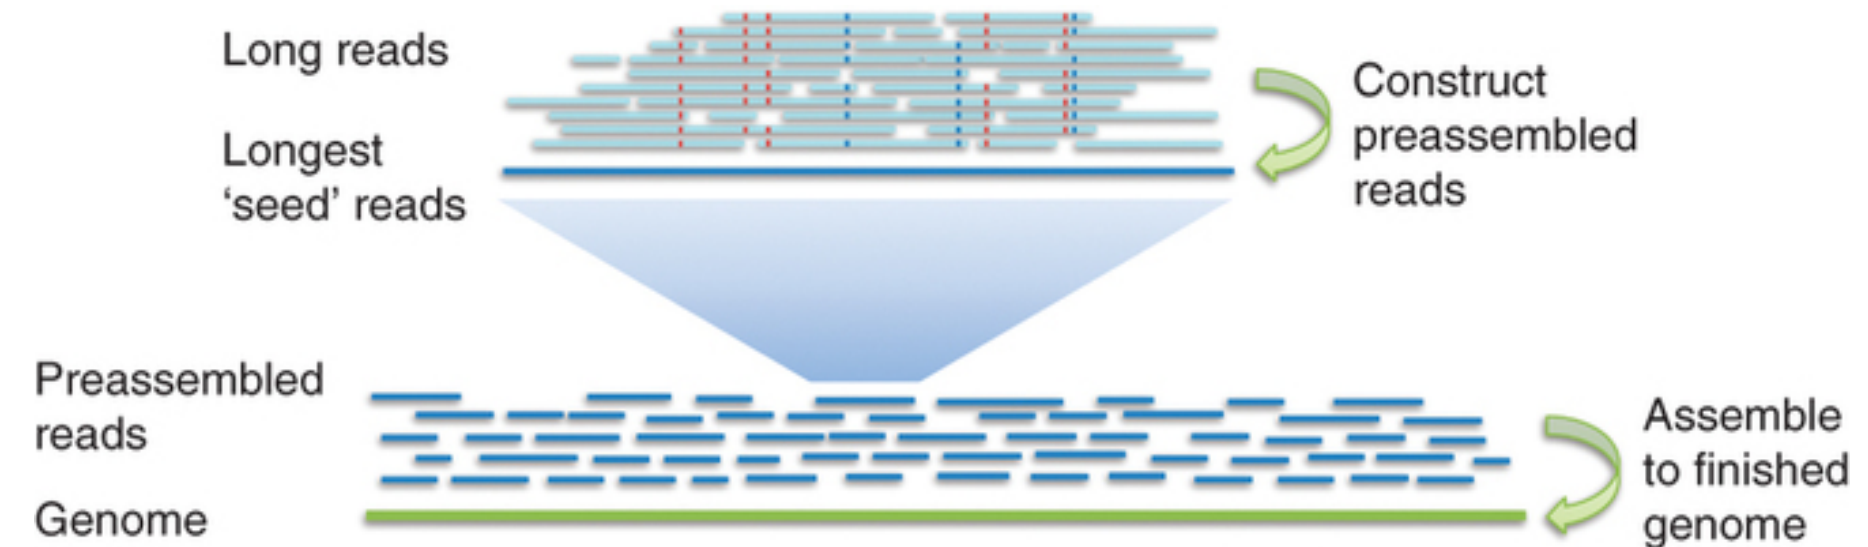 Long reads
Longest
‘seed’ reads
Construct
preassembled
reads
Preassembled
reads
Genome
Assemble
to finished
genome